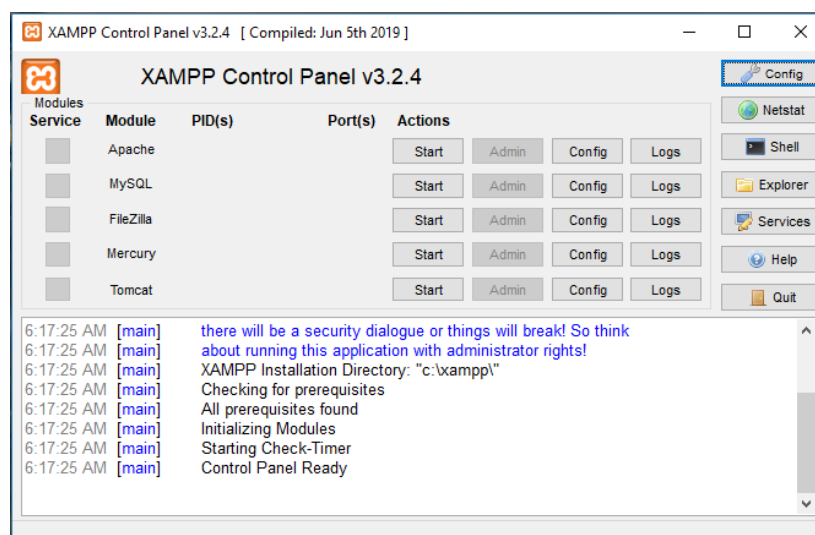 XAMPP Control Panel v3.2.4 [ Compiled: Jun 5th 2019 ]
XAMPP Control Panel v3.2.4
Config
Modules
Service Module PID(s) Port(s) Actions
Netstat
Apache Start Admin Config Logs
Shell
MySQL Start Admin Config Logs
Explorer
FileZilla Start Admin Config Logs
Services
Mercury Start Admin Config Logs
Help
Tomcat Start Admin Config Logs
Quit
6:17:25 AM [main] there will be a security dialogue or things will break! So think
6:17:25 AM [main] about running this application with administrator rights!
6:17:25 AM [main] XAMPP Installation Directory: "c:\xampp\"
6:17:25 AM [main] Checking for prerequisites
6:17:25 AM [main] All prerequisites found
6:17:25 AM [main] Initializing Modules
6:17:25 AM [main] Starting Check-Timer
6:17:25 AM [main] Control Panel Ready